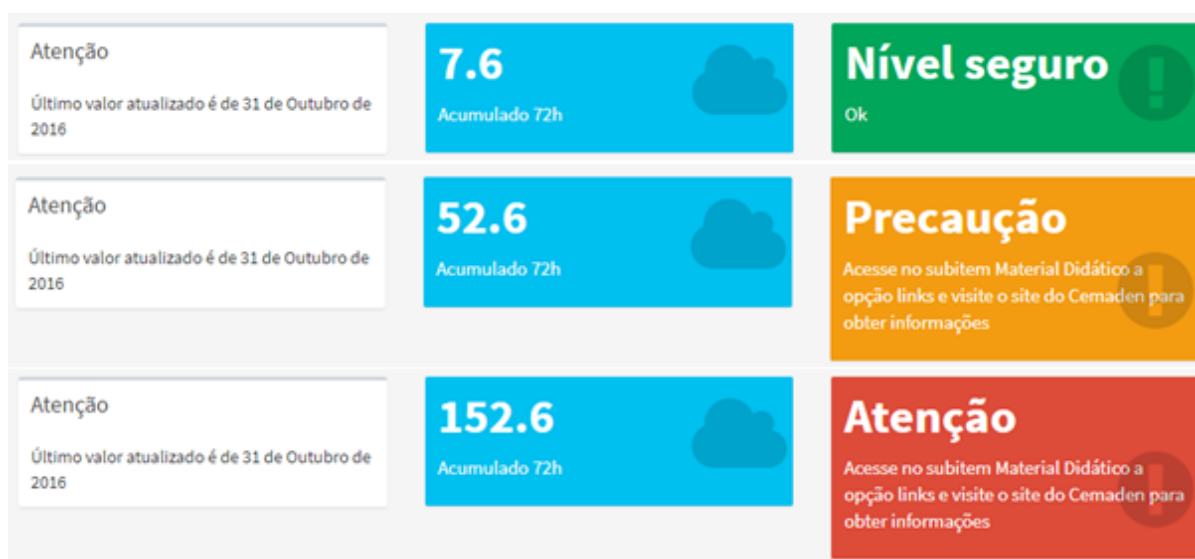 Atenção
Último valor atualizado é de 31 de Outubro de
2016
7.6
Acumulado 72h
Nível seguro
Ok
Atenção
Último valor atualizado é de 31 de Outubro de
2016
52.6
Acumulado 72h
Precaução
Acesse no subitem Material Didático a
opção links e visite o site do Cemaden para
obter informações
Atenção
Último valor atualizado é de 31 de Outubro de
2016
152.6
Acumulado 72h
Atenção
Acesse no subitem Material Didático a
opção links e visite o site do Cemaden para
obter informações